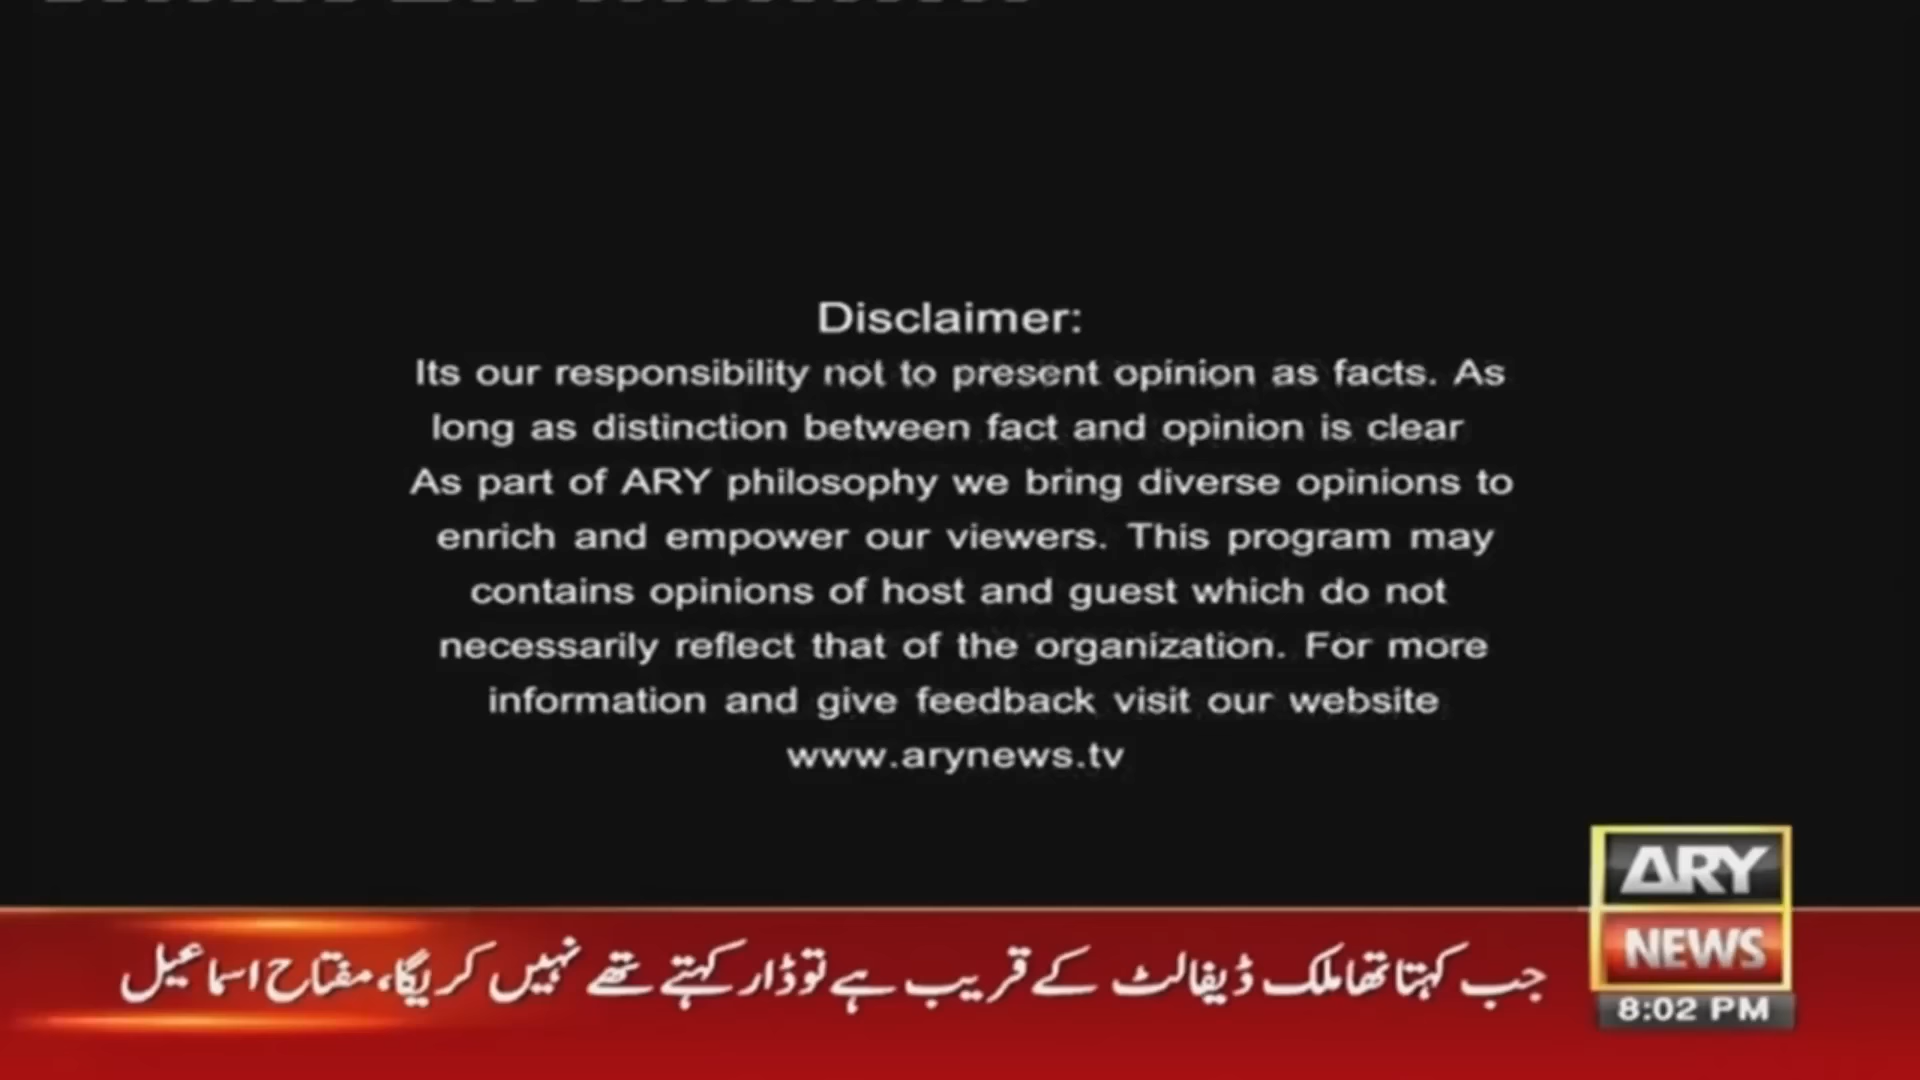 Disclaimer:
Its our responsibility not to present opinion as facts. As
long as distinction between fact and opinion is clear
As part of ARY philosophy we bring diverse opinions to
enrich and empower our viewers. This program may
contains opinions of host and guest which do not
necessarily reflect that of the organization. For more
information and give feedback visit our website
www.arynews.tv
ARY
NEWS
8:02 PM
جب کہتا تھا ملک ڈیفالٹ کے قریب ہے تو ڈار کہتے تھے نہیں کریگا، مفتاح اسماعیل